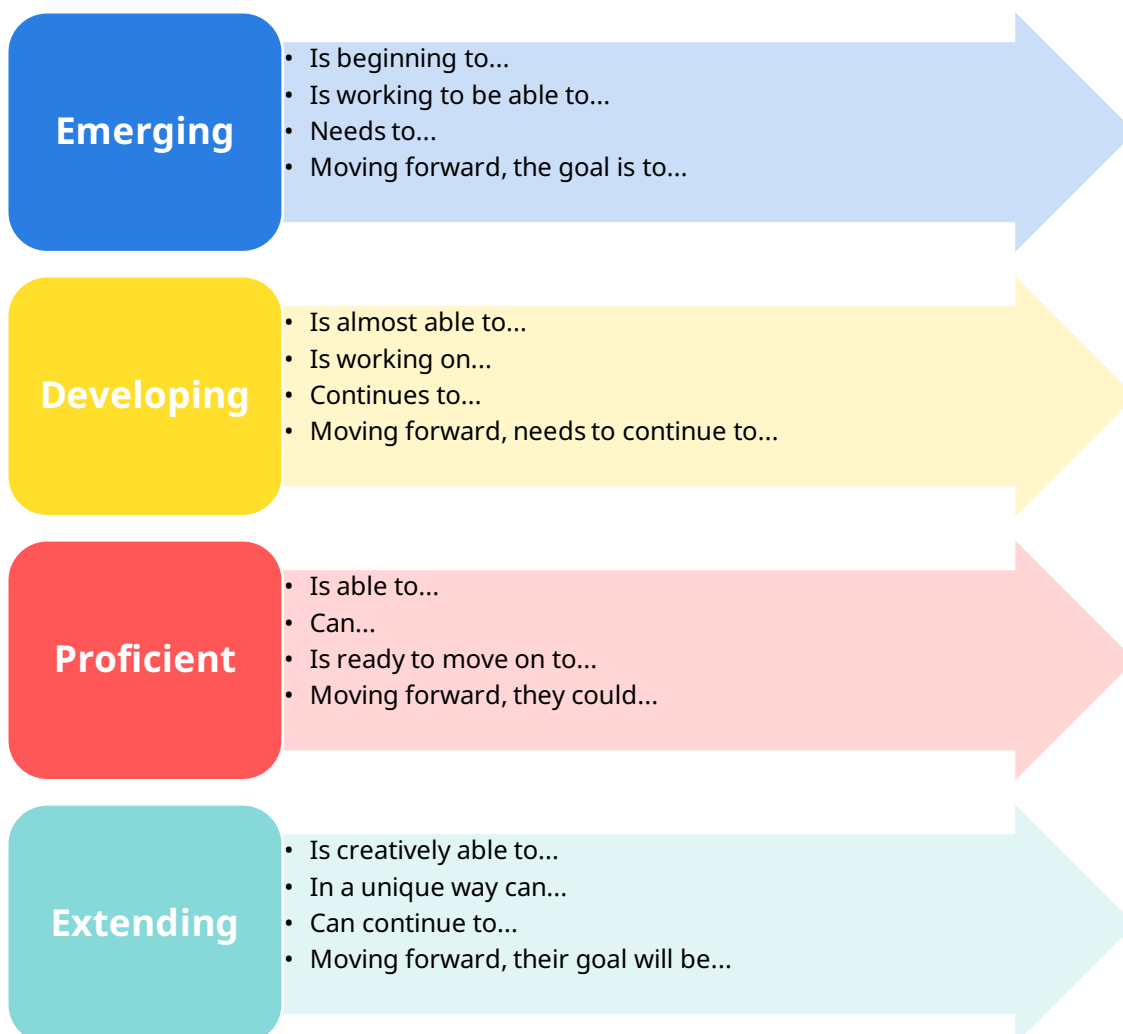 Emerging
• Is beginning to...
• Is working to be able to...
• Needs to...
• Moving forward, the goal is to...
Developing
• Is almost able to...
• Is working on...
• Continues to...
• Moving forward, needs to continue to...
Proficient
• Is able to...
• Can...
• Is ready to move on to...
• Moving forward, they could...
Extending
• Is creatively able to...
• In a unique way can...
• Can continue to...
• Moving forward, their goal will be...